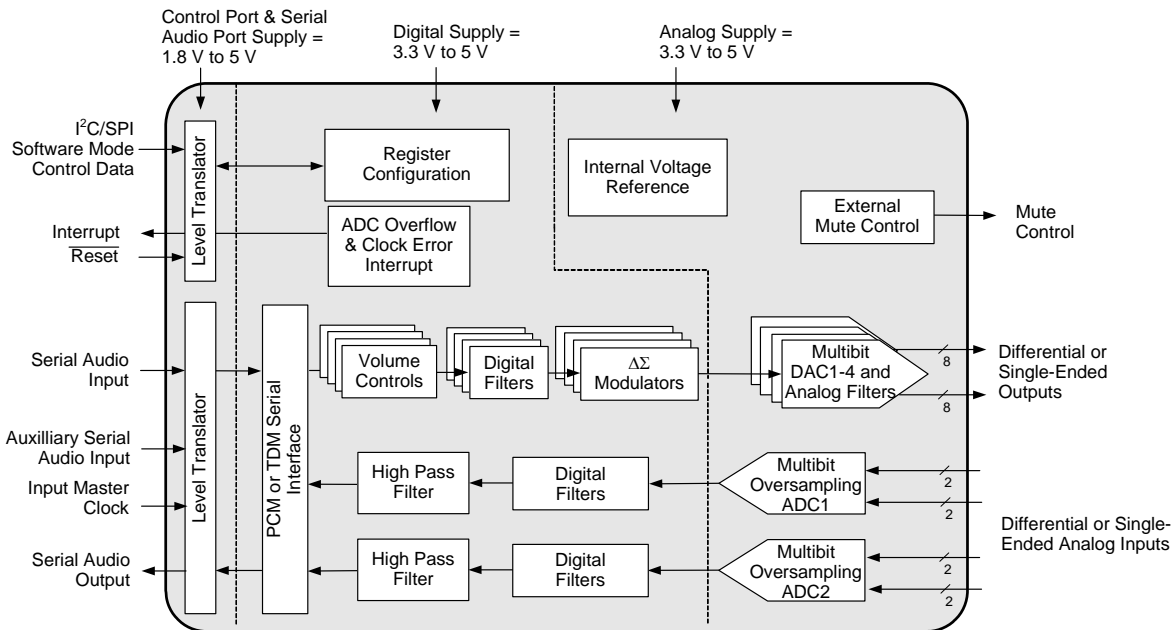 Control Port & Serial
Audio Port Supply =
1.8 V to 5 V
Digital Supply =
3.3 V to 5 V
Analog Supply =
3.3 V to 5 V
I²C/SPI
Software Mode
Control Data
Interrupt
Reset
Level Translator
Register
Configuration
ADC Overflow
& Clock Error
Interrupt
Internal Voltage
Reference
External
Mute Control
Mute
Control
Serial Audio
Input
Auxilliary Serial
Audio Input
Input Master
Clock
Serial Audio
Output
Level Translator
PCM or TDM Serial
Interface
Volume
Controls
Digital
Filters
ΔΣ
Modulators
Multibit
DAC1-4 and
Analog Filters
8
8
Differential or
Single-Ended
Outputs
High Pass
Filter
Digital
Filters
Multibit
Oversampling
ADC1
2
2
High Pass
Filter
Digital
Filters
Multibit
Oversampling
ADC2
2
2
Differential or Single-
Ended Analog Inputs